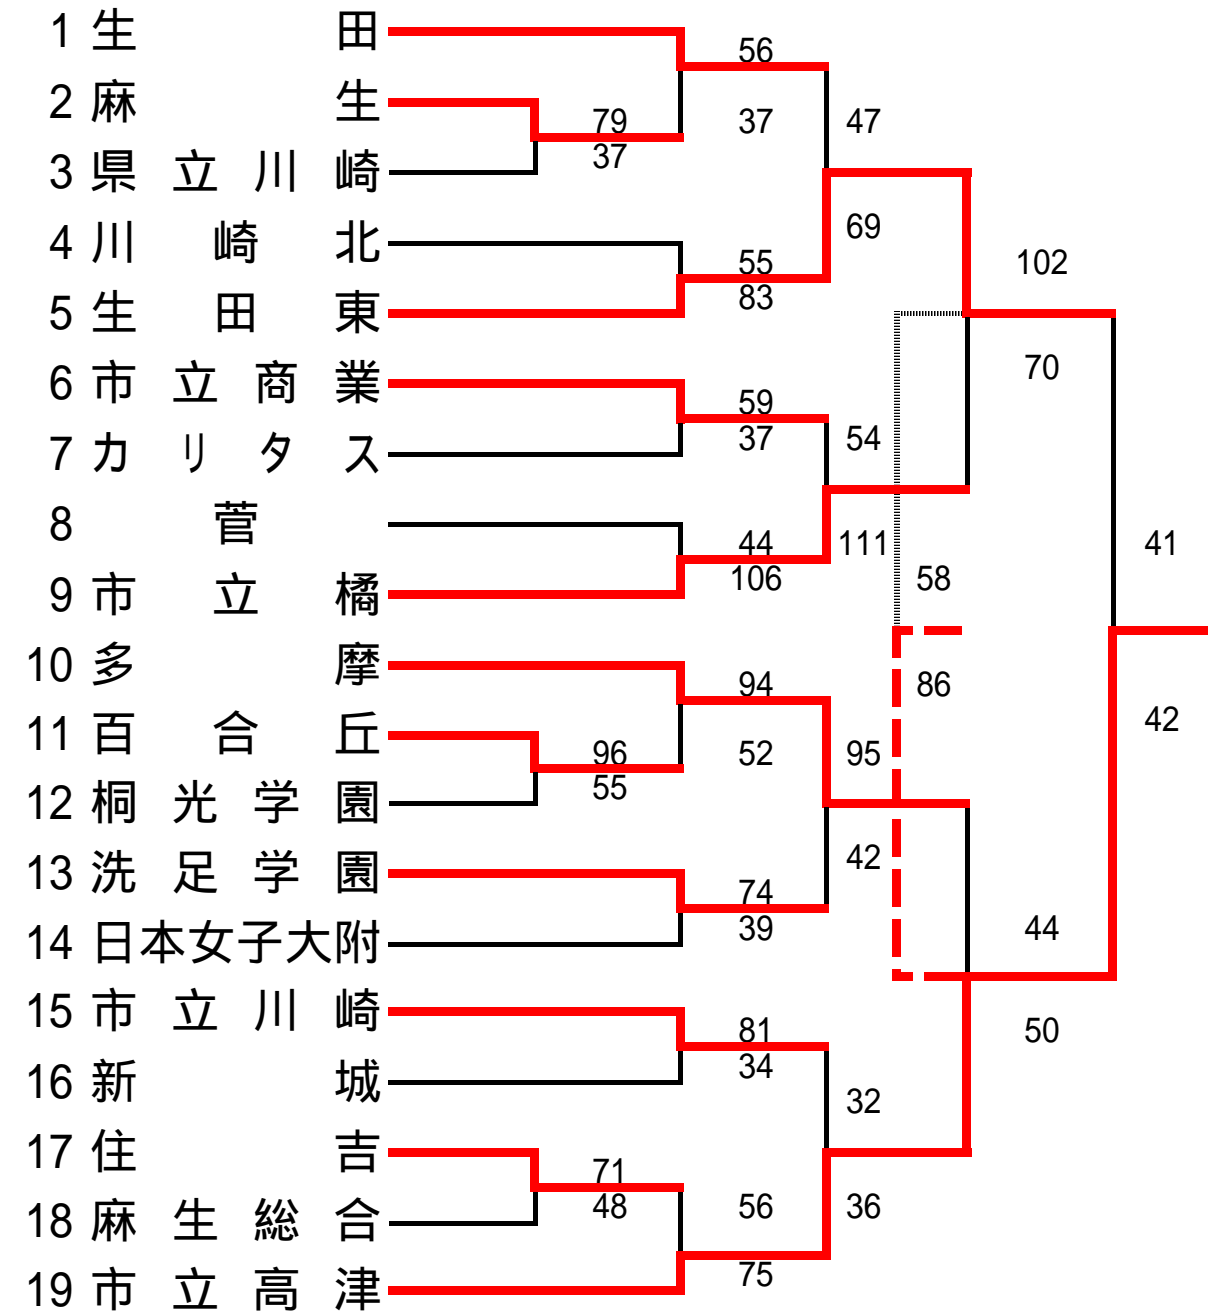 1 生 田
56
2 麻 生
79 37 47
37
3 県 立 川 崎
69
4 川 崎 北
55 102
83
5 生 田 東
70
6 市 立 商 業
59
37 54
7 カ リ タ ス
8 菅
44 111 41
106 58
9 市 立 橘
10 多 摩
94 86
42
11 百 合 丘
96 52 95
55
12 桐 光 学 園
42
13 洗 足 学 園
74
39 44
14 日本女子大附
15 市 立 川 崎
81 50
34
16 新 城
32
17 住 吉
71
48 56 36
18 麻 生 総 合
75
19 市 立 高 津